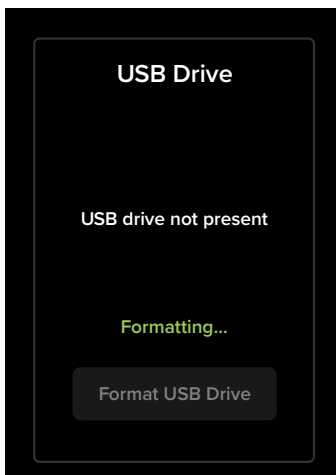 USB Drive
USB drive not present
Formatting...
Format USB Drive